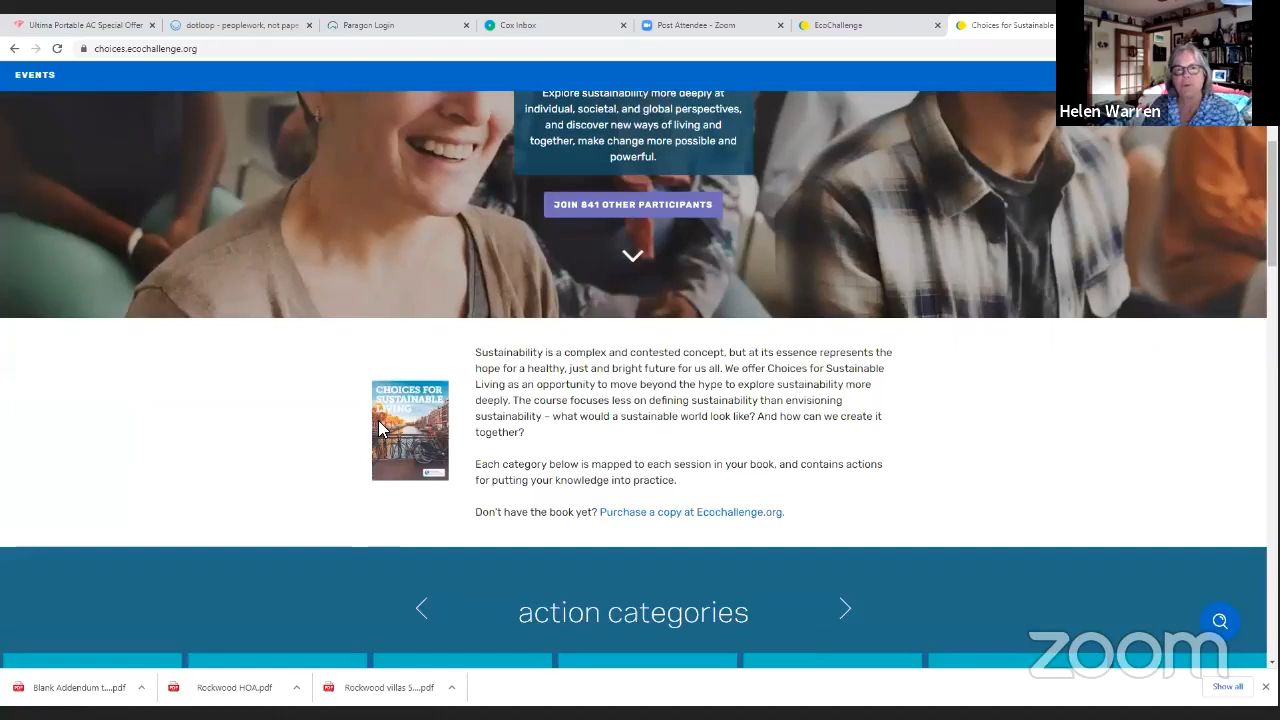 Ultima Portable AC Special Offer
dotloop - peoplework, not pape
Paragon Login
Cox Inbox
Post Attendee - Zoom
EcoChallenge
Choices for Sustainable
choices.ecochallenge.org
EVENTS
Helen Warren
Explore sustainability more deeply at
individual, societal, and global perspectives,
and discover new ways of living and
together, make change more possible and
powerful.
JOIN 841 OTHER PARTICIPANTS
CHOICES FOR
SUSTAINABLE
LIVING
Sustainability is a complex and contested concept, but at its essence represents the
hope for a healthy, just and bright future for us all. We offer Choices for Sustainable
Living as an opportunity to move beyond the hype to explore sustainability more
deeply. The course focuses less on defining sustainability than envisioning
sustainability – what would a sustainable world look like? And how can we create it
together?
Each category below is mapped to each session in your book, and contains actions
for putting your knowledge into practice.
Don't have the book yet? Purchase a copy at Ecochallenge.org.
action categories
zoom
Blank Addendum t....pdf
Rockwood HOA.pdf
Rockwood villas S....pdf
Show all